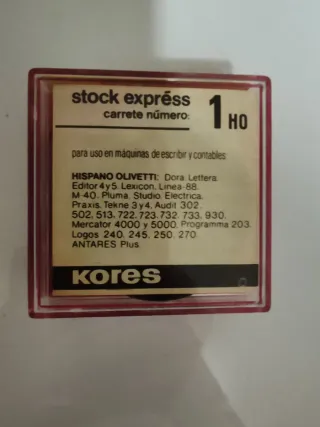 stock expréss
carrete número:
1 HO
para uso en máquinas de escribir y contables:
HISPANO OLIVETTI: Dora, Lettera,
Editor 4 y 5, Lexicon, Linea-88,
M-40, Pluma, Studio, Electrica,
Praxis, Tekne 3 y 4, Audit 302,
502, 513, 722, 723, 732, 733, 930,
Mercator 4000 y 5000, Programma 203,
Logos 240, 245, 250, 270.
ANTARES Plus.
KORES